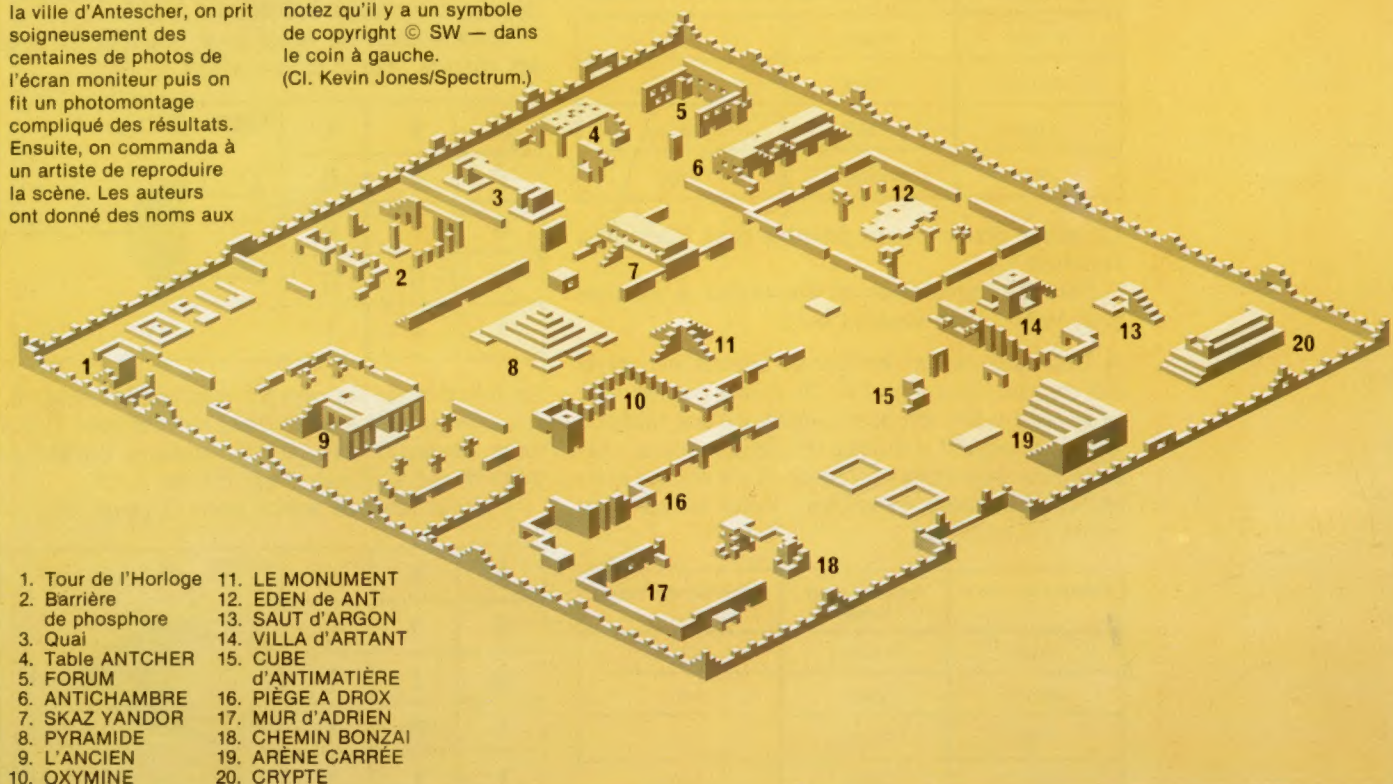 la ville d'Antescher, on prit
soigneusement des
centaines de photos de
l'écran moniteur puis on
fit un photomontage
compliqué des résultats.
Ensuite, on commanda à
un artiste de reproduire
la scène. Les auteurs
ont donné des noms aux
notez qu'il y a un symbole
de copyright © SW — dans
le coin à gauche.
(Cl. Kevin Jones/Spectrum.)
5
4
6
3
12
2
7
14
13
1
8
11
20
15
10
9
19
16
18
17
© SW
1. Tour de l'Horloge
2. Barrière
de phosphore
3. Quai
4. Table ANTCHER
5. FORUM
6. ANTICHAMBRE
7. SKAZ YANDOR
8. PYRAMIDE
9. L'ANCIEN
10. OXYMINE
11. LE MONUMENT
12. EDEN de ANT
13. SAUT d'ARGON
14. VILLA d'ARTANT
15. CUBE
d'ANTIMATIÈRE
16. PIÈGE A DROX
17. MUR d'ADRIEN
18. CHEMIN BONZAI
19. ARÈNE CARRÉE
20. CRYPTE